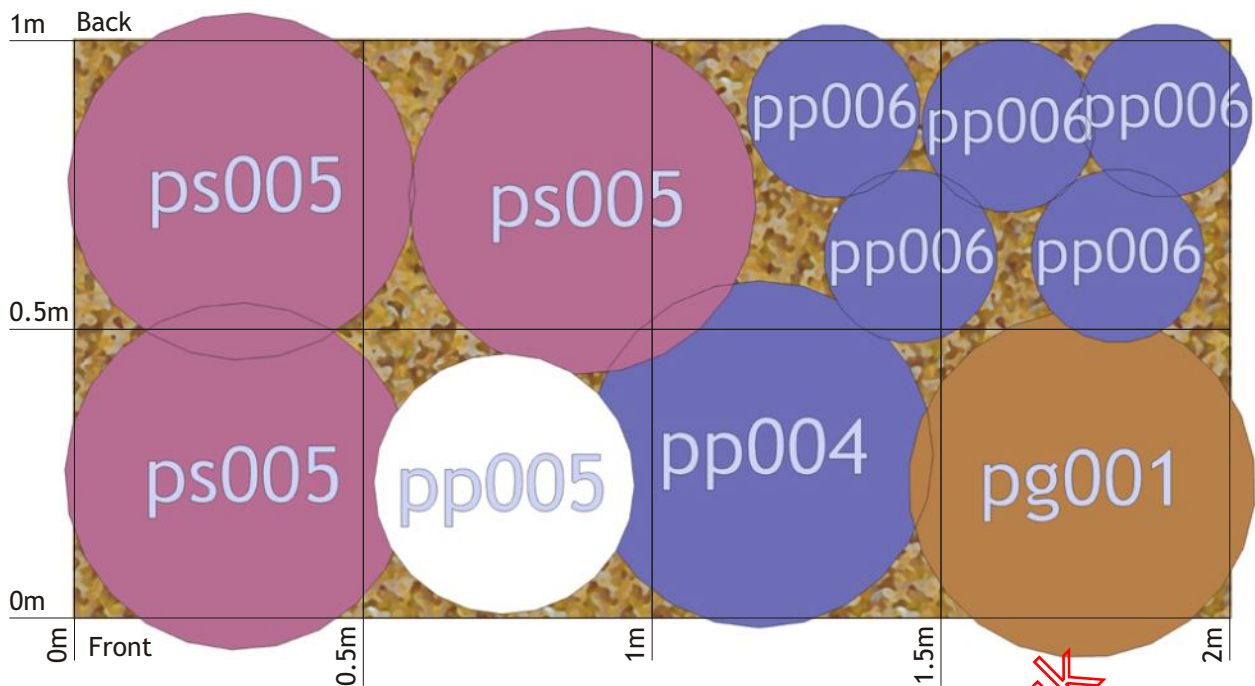 1m Back
pp006 pp006 pp006
ps005 ps005
pp006 pp006
0.5m
pp004
ps005 pp005 pg001
0m
0m Front 0.5m 1m 1.5m 2m